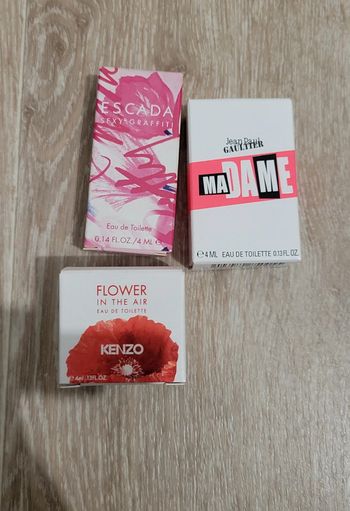 ESCADA
SEXY GRAFFITI
Eau de Toilette
0.14 FL.OZ./4 ML ℮
Jean Paul
GAULTIER
MADAME
℮4 ML EAU DE TOILETTE 0.13FL.OZ.
FLOWER
IN THE AIR
EAU DE TOILETTE
KENZO
℮ 4ml .13FL.OZ.